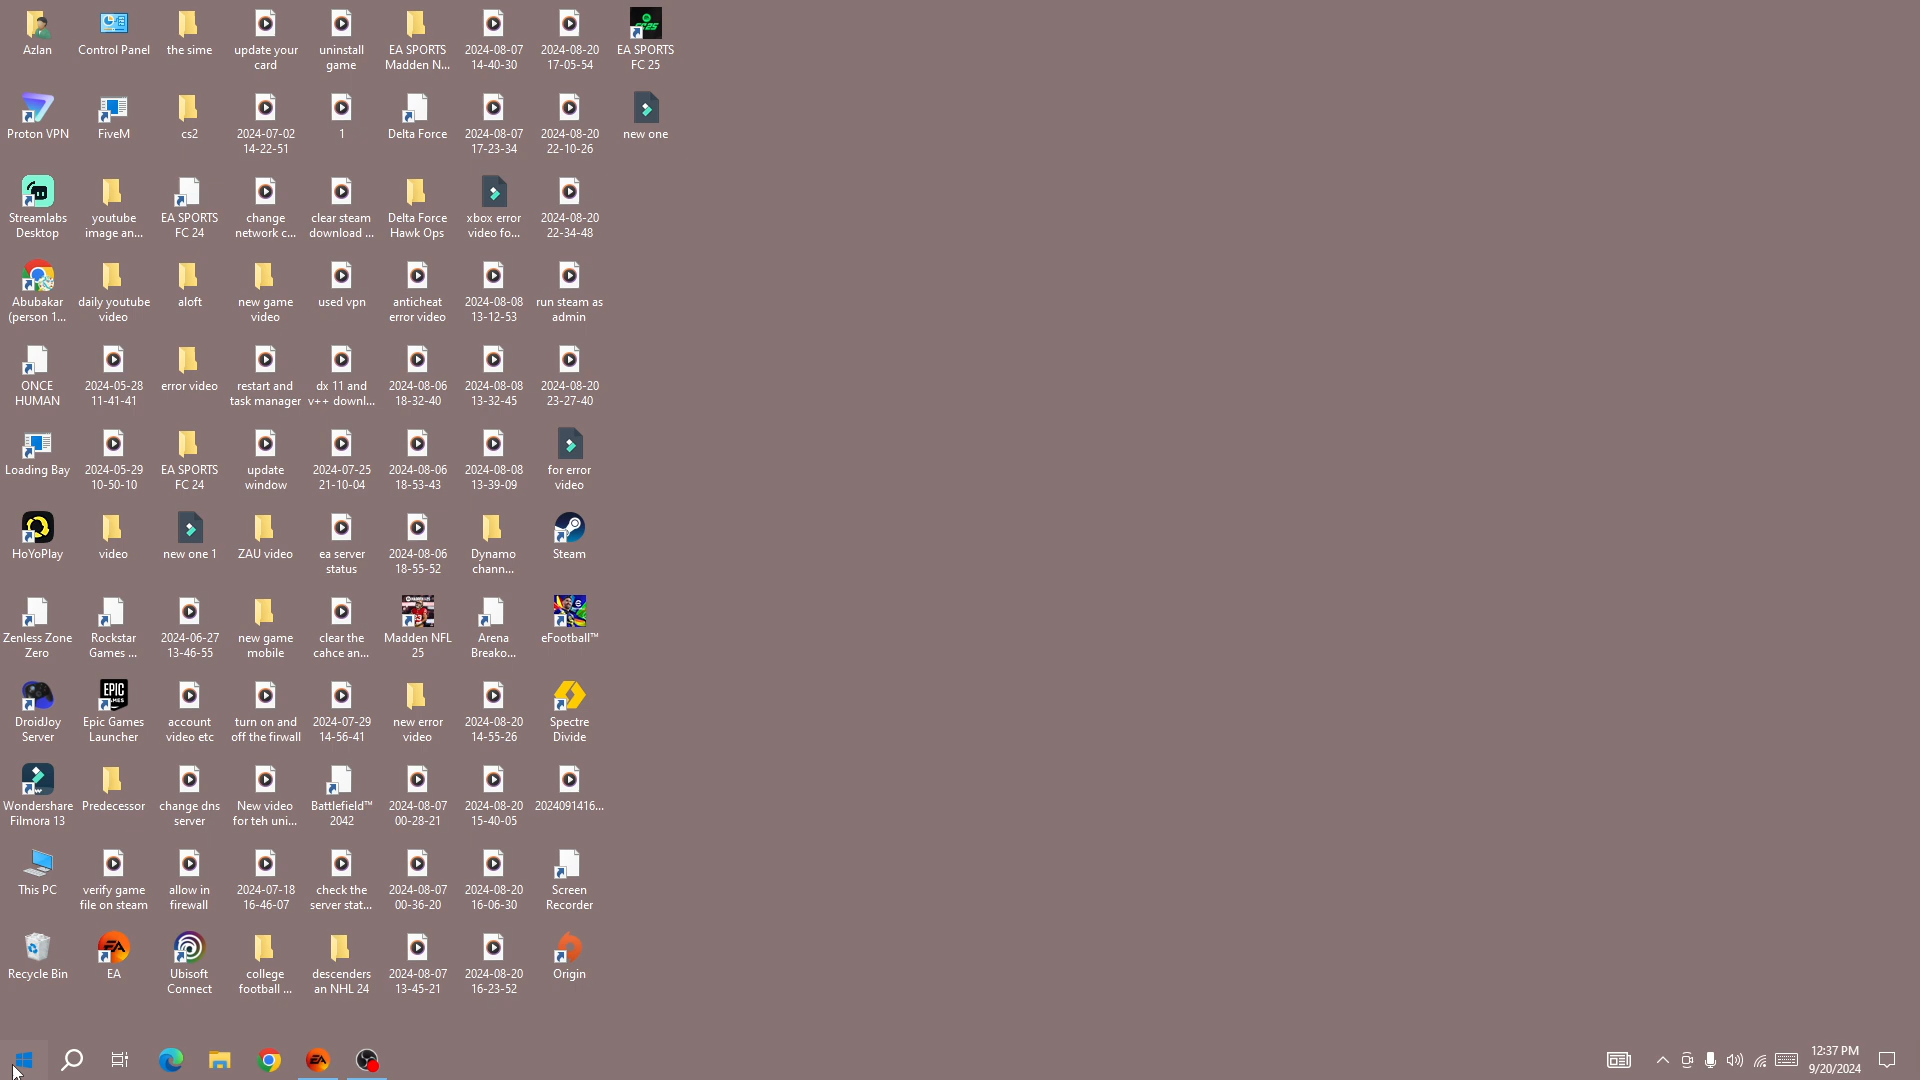 Azlan
Control Panel
the sime
update your
card
uninstall
game
EA SPORTS
Madden N...
2024-08-07
14-40-30
2024-08-20
17-05-54
EA SPORTS
FC 25
Proton VPN
FiveM
cs2
2024-07-02
14-22-51
1
Delta Force
2024-08-07
17-23-34
2024-08-20
22-10-26
new one
Streamlabs
Desktop
youtube
image an...
EA SPORTS
FC 24
change
network c...
clear steam
download ...
Delta Force
Hawk Ops
xbox error
video fo...
2024-08-20
22-34-48
Abubakar
(person 1...
daily youtube
video
aloft
new game
video
used vpn
anticheat
error video
2024-08-08
13-12-53
run steam as
admin
ONCE
HUMAN
2024-05-28
11-41-41
error video
restart and
task manager
dx 11 and
v++ downl...
2024-08-06
18-32-40
2024-08-08
13-32-45
2024-08-20
23-27-40
Loading Bay
2024-05-29
10-50-10
EA SPORTS
FC 24
update
window
2024-07-25
21-10-04
2024-08-06
18-53-43
2024-08-08
13-39-09
for error
video
HoYoPlay
video
new one 1
ZAU video
ea server
status
2024-08-06
18-55-52
Dynamo
chann...
Steam
Zenless Zone
Zero
Rockstar
Games ...
2024-06-27
13-46-55
new game
mobile
clear the
cahce an...
Madden NFL
25
Arena
Breako...
eFootball™
DroidJoy
Server
EPIC
GAMES
Epic Games
Launcher
account
video etc
turn on and
off the firwall
2024-07-29
14-56-41
new error
video
2024-08-20
14-55-26
Spectre
Divide
Wondershare
Filmora 13
Predecessor
change dns
server
New video
for teh uni...
Battlefield™
2042
2024-08-07
00-28-21
2024-08-20
15-40-05
2024091416...
This PC
verify game
file on steam
allow in
firewall
2024-07-18
16-46-07
check the
server stat...
2024-08-07
00-36-20
2024-08-20
16-06-30
Screen
Recorder
Recycle Bin
EA
EA
Ubisoft
Connect
college
football ...
descenders
an NHL 24
2024-08-07
13-45-21
2024-08-20
16-23-52
Origin
EA
12:37 PM
9/20/2024